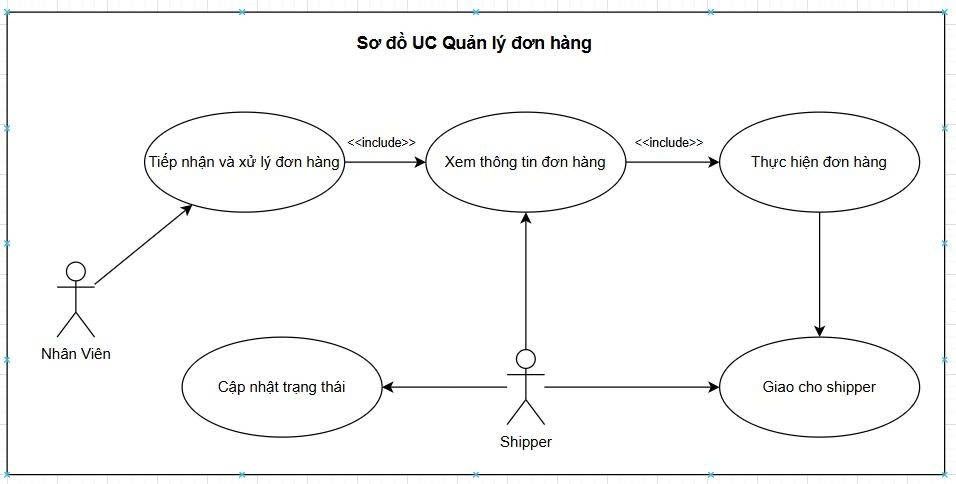 Sơ đồ UC Quản lý đơn hàng
<<include>>
<<include>>
Tiếp nhận và xử lý đơn hàng
Xem thông tin đơn hàng
Thực hiện đơn hàng
Nhân Viên
Cập nhật trạng thái
Giao cho shipper
Shipper